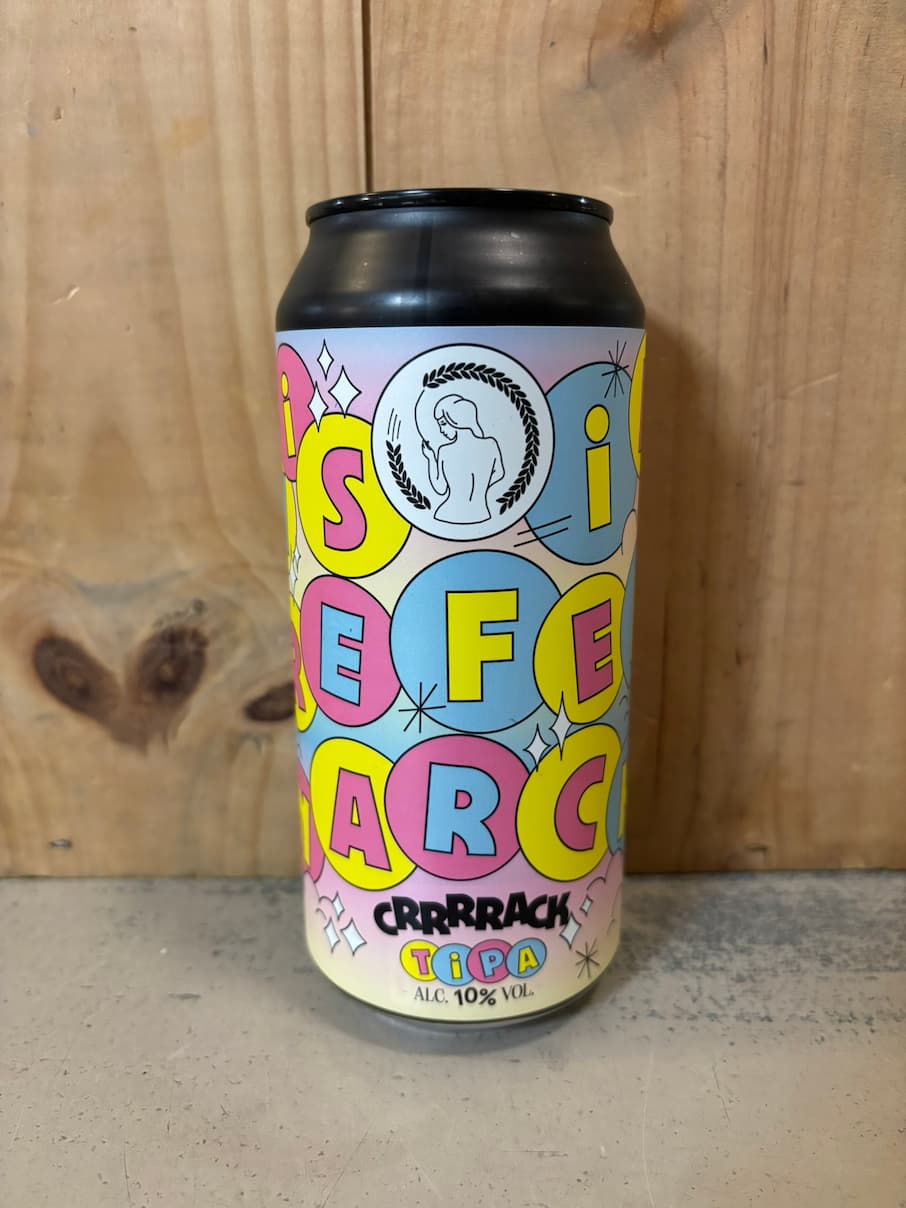 i S i
E F E
A R C
CRRRRACK
TiPA
ALC. 10% VOL.